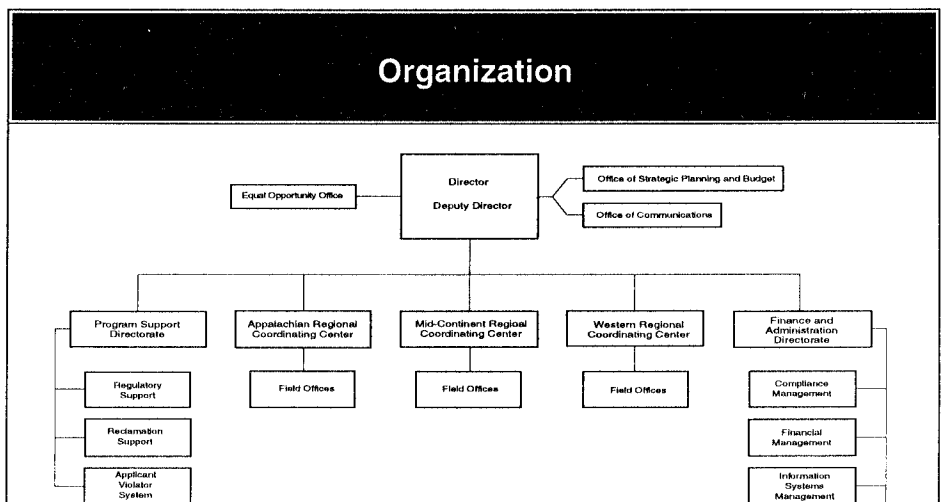 Organization
Director
Deputy Director
Equal Opportunity Office
Office of Strategic Planning and Budget
Office of Communications
Program Support
Directorate
Appalachian Regional
Coordinating Center
Mid-Continent Regioal
Coordinating Center
Western Regional
Coordinating Center
Finance and
Administration
Directorate
Regulatory
Support
Field Offices
Field Offices
Field Offices
Compliance
Management
Reclamation
Support
Financial
Management
Applicant
Violator
System
Information
Systems
Management